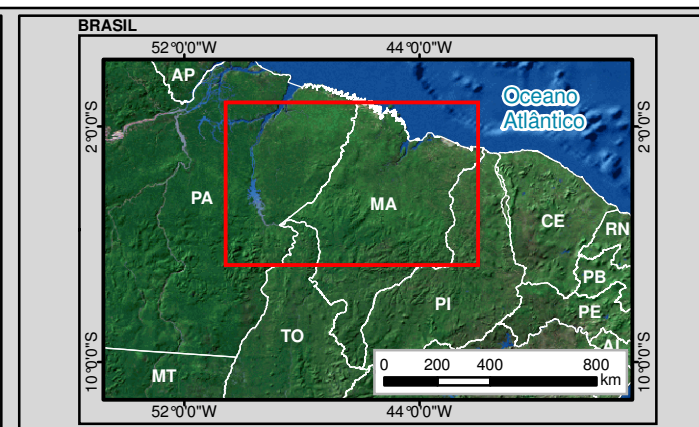 BRASIL
52°0'0"W 44°0'0"W
AP
Oceano
Atlântico
2°0'0"S 2°0'0"S
PA MA
CE
RN
PB
PI PE
TO
AL
MT
0 200 400 800
km
10°0'0"S 10°0'0"S
52°0'0"W 44°0'0"W